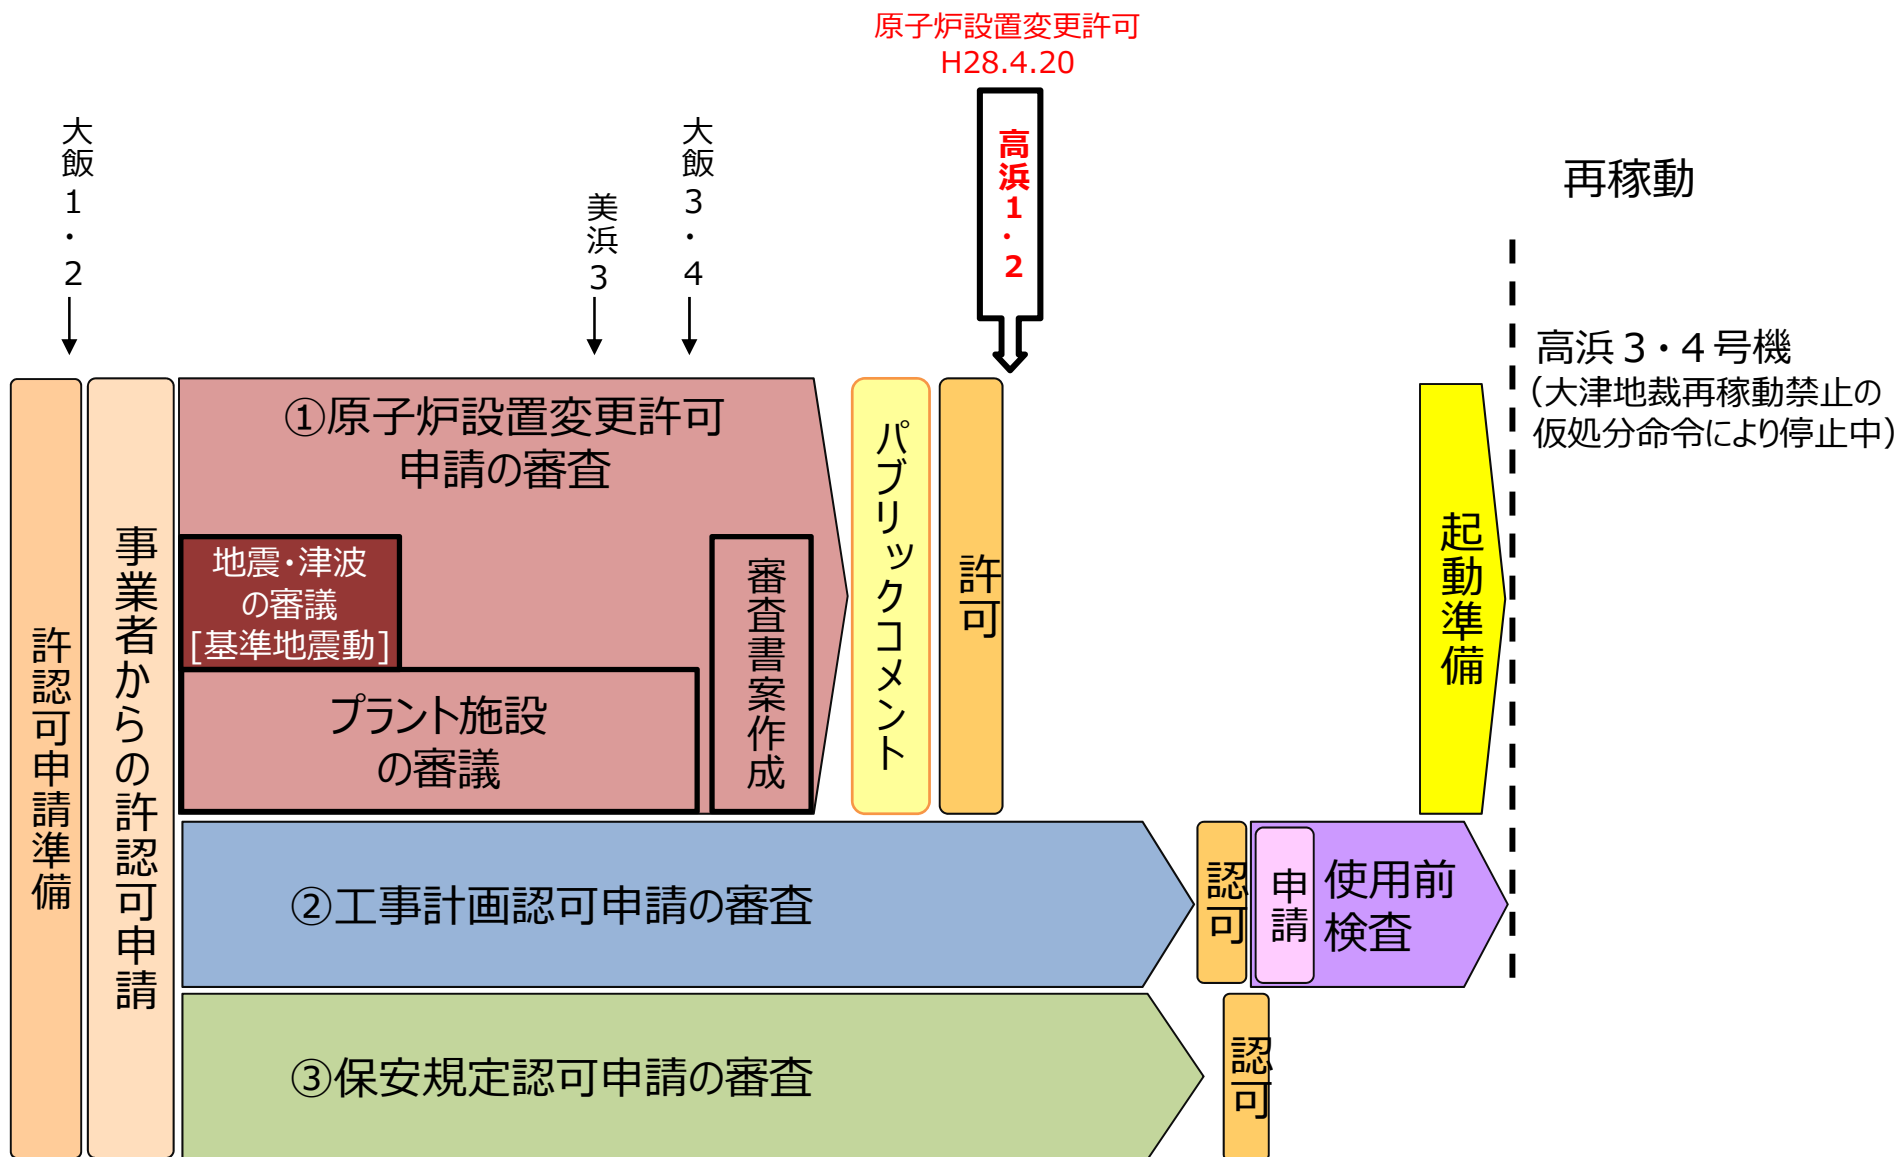 原子炉設置変更許可
H28.4.20
大飯1・2
美浜3
大飯3・4
高浜1・2
再稼動
高浜3・4号機
(大津地裁再稼動禁止の
仮処分命令により停止中)
許認可申請準備
事業者からの許認可申請
①原子炉設置変更許可
申請の審査
地震・津波
の審議
[基準地震動]
プラント施設
の審議
審査書案作成
パブリックコメント
許可
起動準備
②工事計画認可申請の審査
認可
申請
使用前
検査
③保安規定認可申請の審査
認可